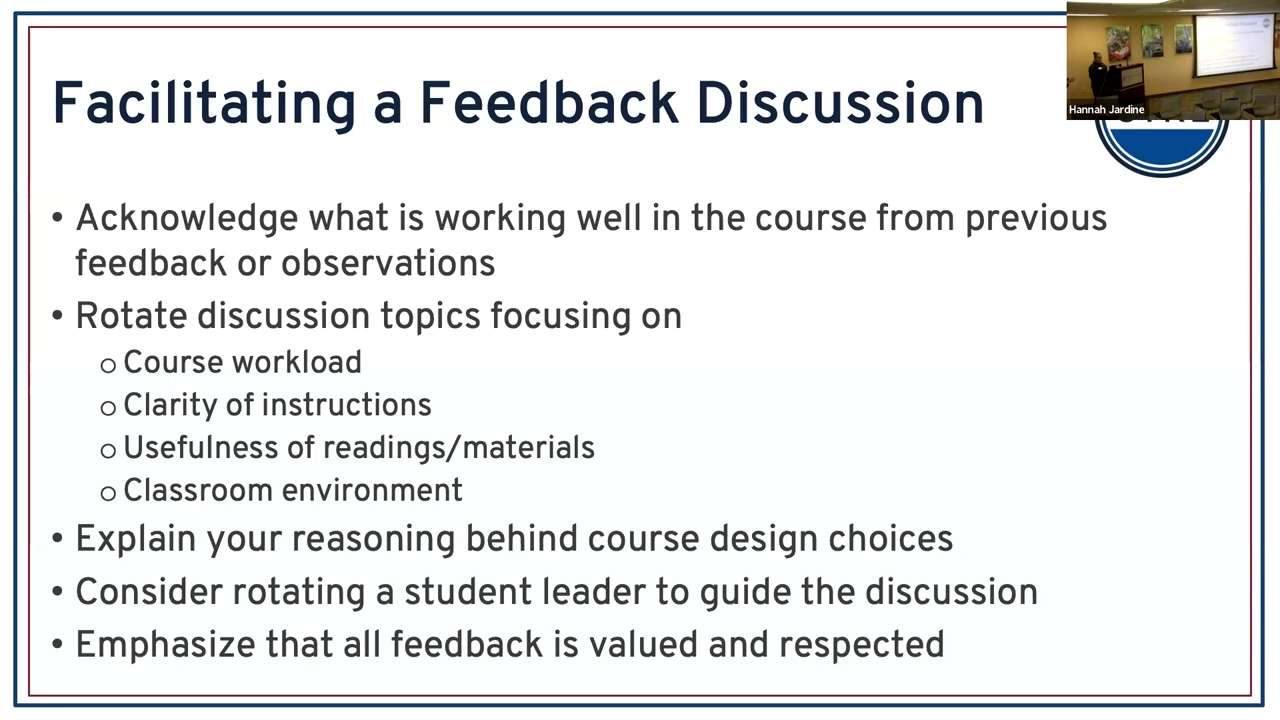 Facilitating a Feedback Discussion
Hannah Jardine
• Acknowledge what is working well in the course from previous
feedback or observations
• Rotate discussion topics focusing on
o Course workload
o Clarity of instructions
o Usefulness of readings/materials
o Classroom environment
• Explain your reasoning behind course design choices
• Consider rotating a student leader to guide the discussion
• Emphasize that all feedback is valued and respected